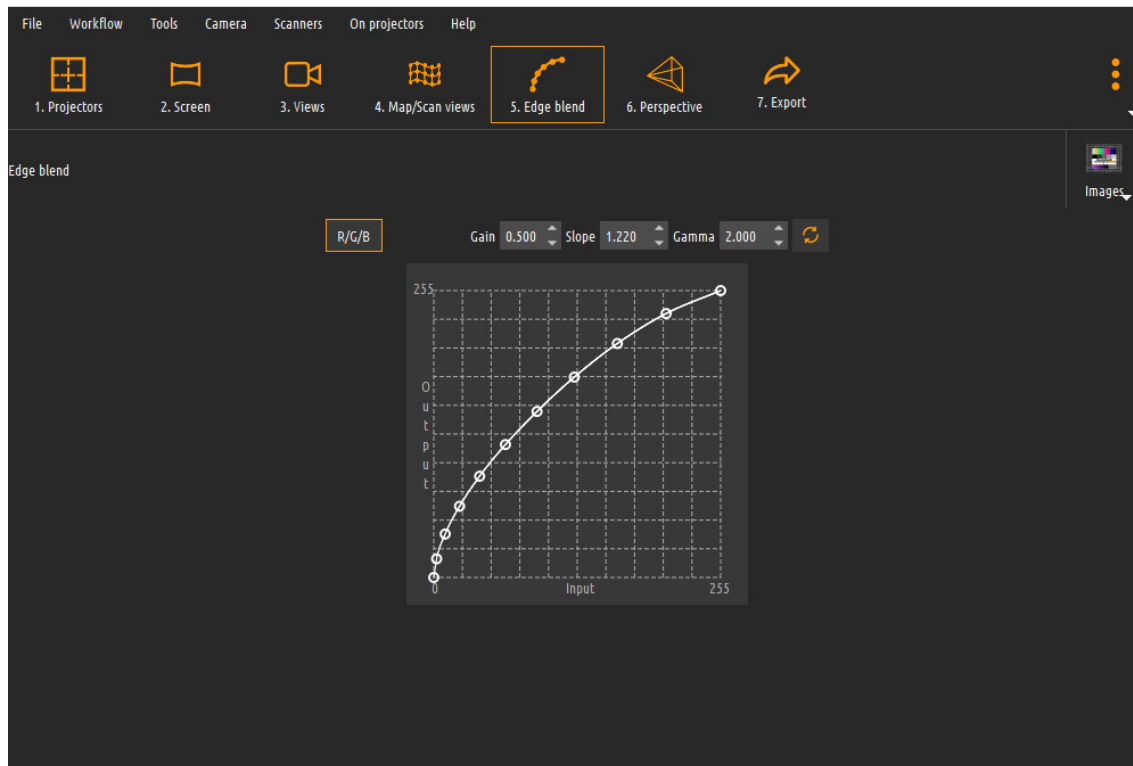 File Workflow Tools Camera Scanners On projectors Help
1. Projectors 2. Screen 3. Views 4. Map/Scan views 5. Edge blend 6. Perspective 7. Export
Edge blend
Images
R/G/B Gain 0.500 Slope 1.220 Gamma 2.000
255
Output
0 Input 255